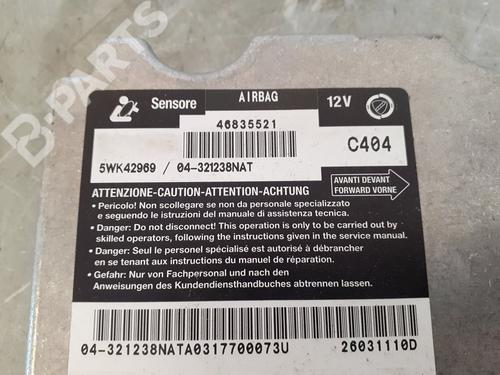 B-PARTS
Sensore AIRBAG 12V
46835521
5WK42969 / 04-321238NAT
C404
AVANTI DEVANT
FORWARD VORNE
ATTENZIONE-CAUTION-ATTENTION-ACHTUNG
• Pericolo! Non scollegare se non da personale specializzato
e seguendo le istruzioni del manuale di assistenza tecnica.
• Danger: Do not disconnect! This operation is only to be carried out by
skilled operators, following the instructions given in the service manual.
• Danger: Seul le personel spécialisé est autorisé à débrancher
en se tenant aux instructions du manuel de réparation.
• Gefahr: Nur von Fachpersonal und nach den
Anweisungen des Kundendiensthandbuches abtrennen lassen.
04-321238NATA0317700073U 26031110D